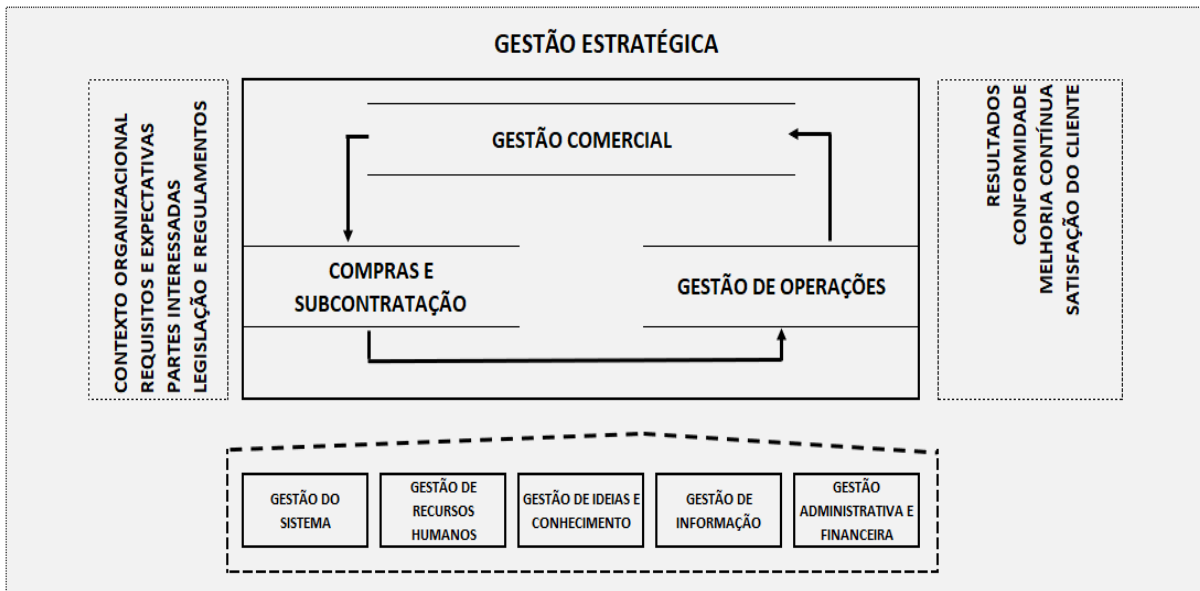 GESTÃO ESTRATÉGICA
CONTEXTO ORGANIZACIONAL
REQUISITOS E EXPECTATIVAS
PARTES INTERESSADAS
LEGISLAÇÃO E REGULAMENTOS
GESTÃO COMERCIAL
COMPRAS E
SUBCONTRATAÇÃO
GESTÃO DE OPERAÇÕES
RESULTADOS
CONFORMIDADE
MELHORIA CONTÍNUA
SATISFAÇÃO DO CLIENTE
GESTÃO DO
SISTEMA
GESTÃO DE
RECURSOS
HUMANOS
GESTÃO DE IDEIAS E
CONHECIMENTO
GESTÃO DE
INFORMAÇÃO
GESTÃO
ADMINISTRATIVA E
FINANCEIRA